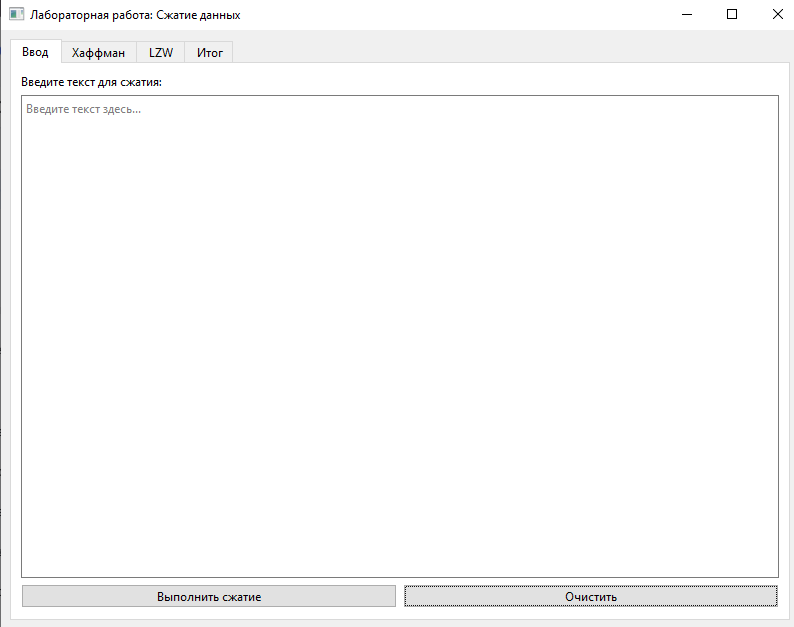 Лабораторная работа: Сжатие данных
Ввод Хаффман LZW Итог
Введите текст для сжатия:
Введите текст здесь...
Выполнить сжатие Очистить